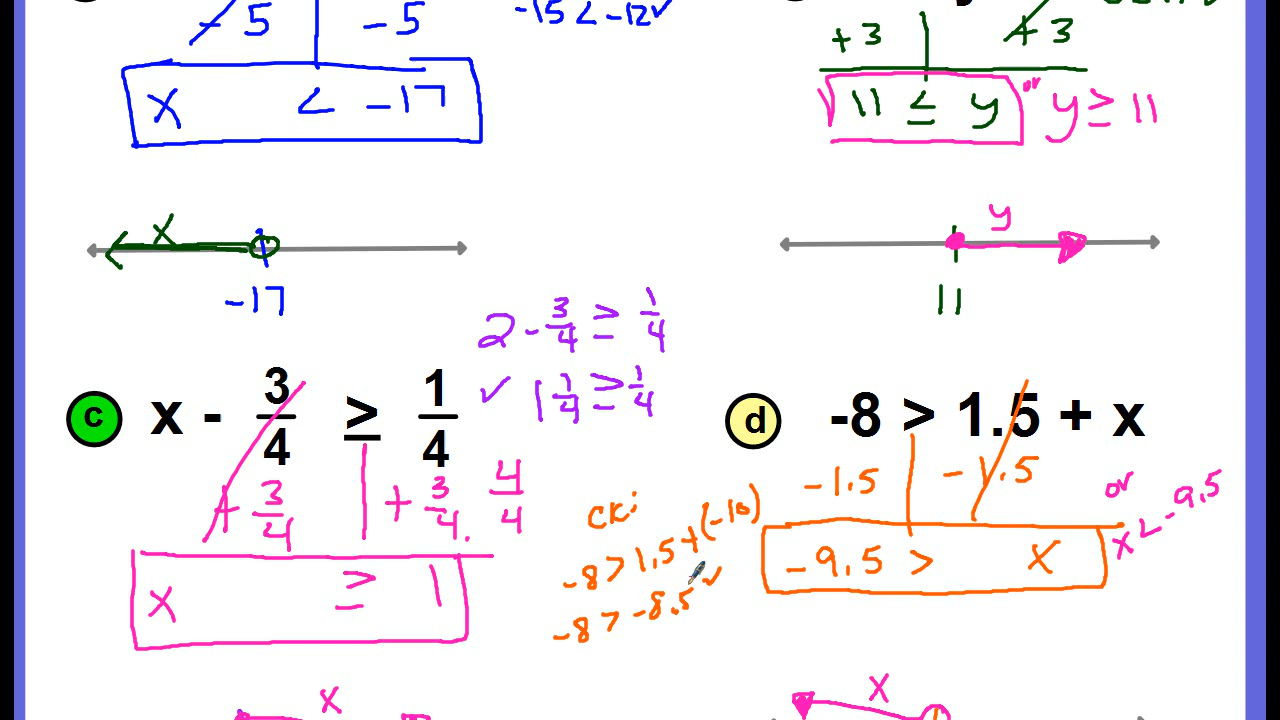 -5 | -5
-15 < -12 ✓
x < -17
x
-17
+3 | +3
11 ≤ y or y ≥ 11
y
11
c x - 3/4 ≥ 1/4
+ 3/4 | + 3/4 . 4/4
x ≥ 1
2 - 3/4 ≥ 1/4
✓ 1 1/4 ≥ 1/4
x
d -8 > 1.5 + x
-1.5 | -1.5
-9.5 > x or x < -9.5
CK:
-8 > 1.5 + (-10)
-8 > -8.5 ✓
x